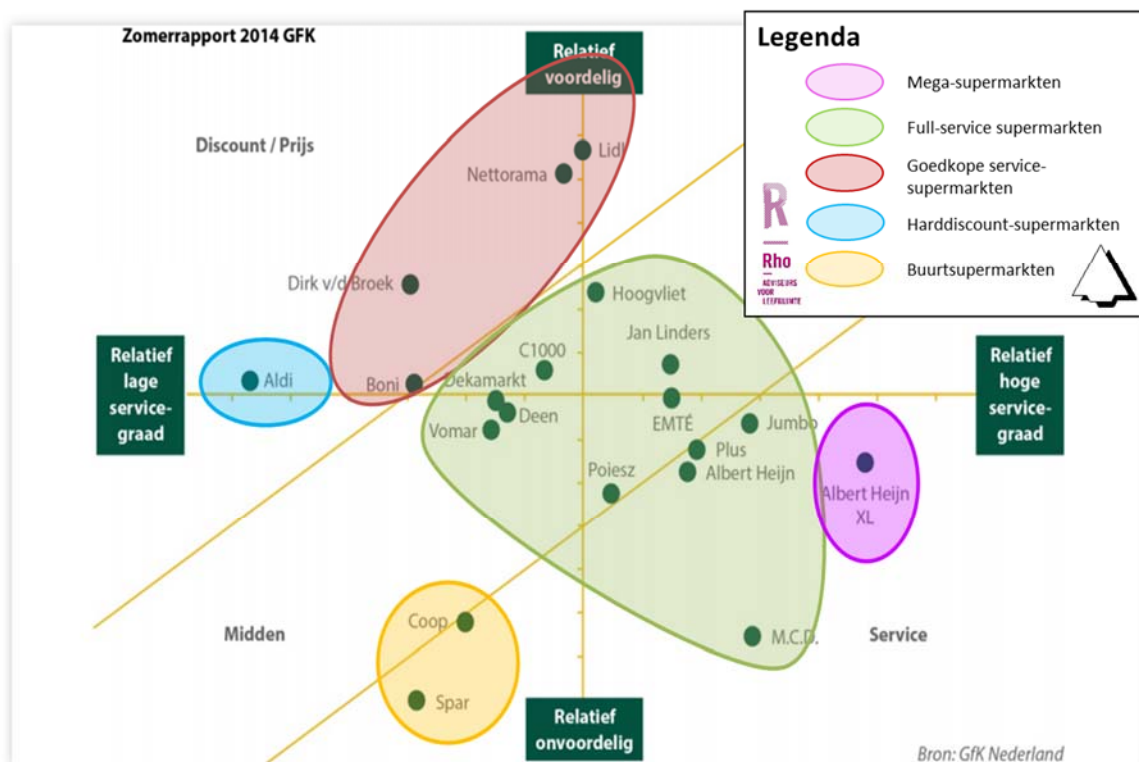 Zomerrapport 2014 GFK
Relatief
voordelig
Legenda
Mega-supermarkten
Full-service supermarkten
Goedkope service-
supermarkten
Harddiscount-supermarkten
Buurtsupermarkten
R
Rho
ADVISEURS
VOOR
LEEFRUIMTE
Discount / Prijs
Lidl
Nettorama
Dirk v/d Broek
Hoogvliet
Jan Linders
C1000
Relatief
lage
service-
graad
Aldi
Boni
Dekamarkt
Deen
Vomar
EMTÉ
Jumbo
Relatief
hoge
service-
graad
Plus
Albert Heijn
Poiesz
Albert Heijn
XL
Midden
Coop
Spar
M.C.D.
Service
Relatief
onvoordelig
Bron: GfK Nederland